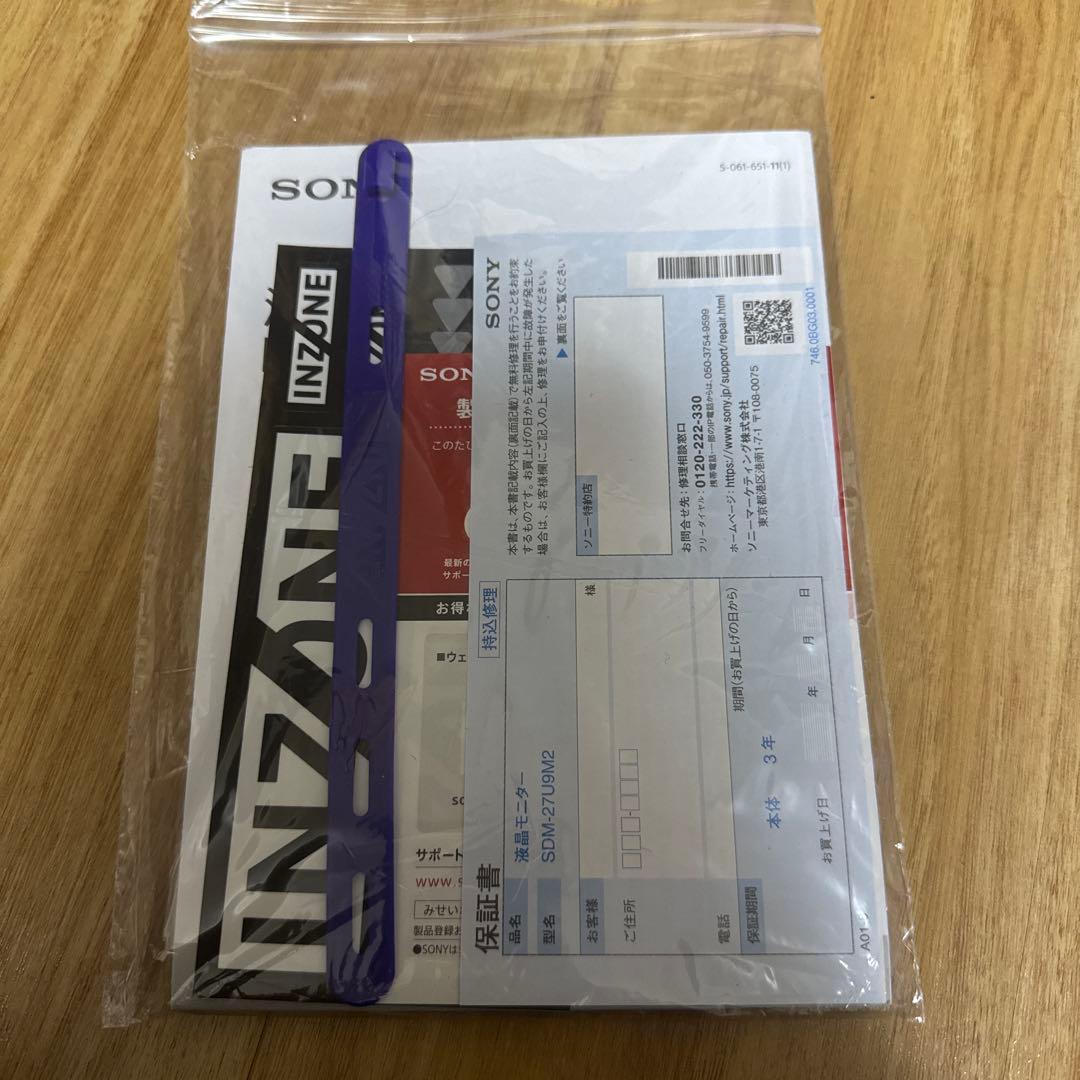 SONY
5-061-651-11(1)
INZONE
INZONE
SON
製
このたび
最新の
サポー
お得な
■ウェ
サポート
www.s
みせい
製品登録お
●SONYは
SONY
本書は、本書記載内容(裏面記載)で無料修理を行うことをお約束
するものです。お買上げの日から左記期間中に故障が発生した
場合は、お客様欄にご記入の上、修理をお申付けください。
▶ 裏面をご覧ください
ソニー特約店
お問合せ先:修理相談窓口
フリーダイヤル:0120-222-330
携帯電話・一部のIP電話からは、050-3754-9599
ホームページ:https://www.sony.jp/support/repair.html
ソニーマーケティング株式会社
東京都港区港南1-7-1 〒108-0075
746.0BG03.0001
保証書
持込修理
品名 液晶モニター
型名 SDM-27U9M2
お客様 様
ご住所
電話
保証期間
期間(お買上げの日から)
本体 3年
お買上げ日 年 月 日
A01